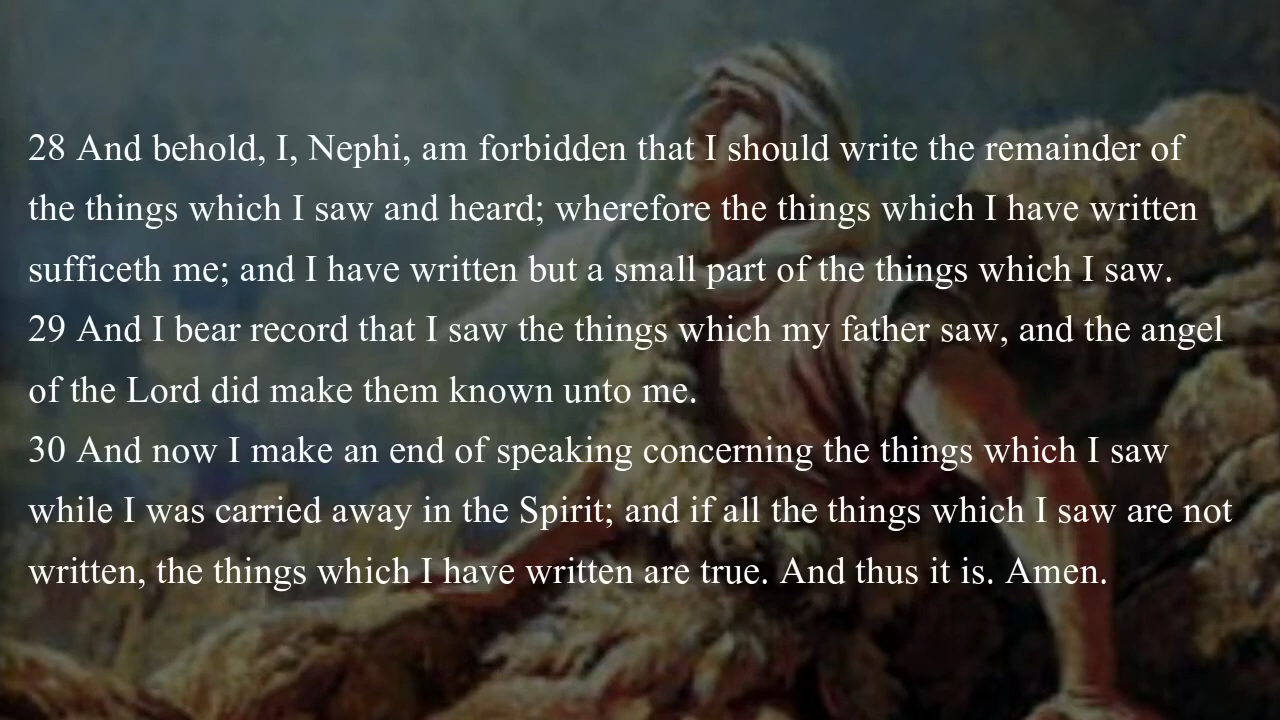 28 And behold, I, Nephi, am forbidden that I should write the remainder of
the things which I saw and heard; wherefore the things which I have written
sufficeth me; and I have written but a small part of the things which I saw.
29 And I bear record that I saw the things which my father saw, and the angel
of the Lord did make them known unto me.
30 And now I make an end of speaking concerning the things which I saw
while I was carried away in the Spirit; and if all the things which I saw are not
written, the things which I have written are true. And thus it is. Amen.